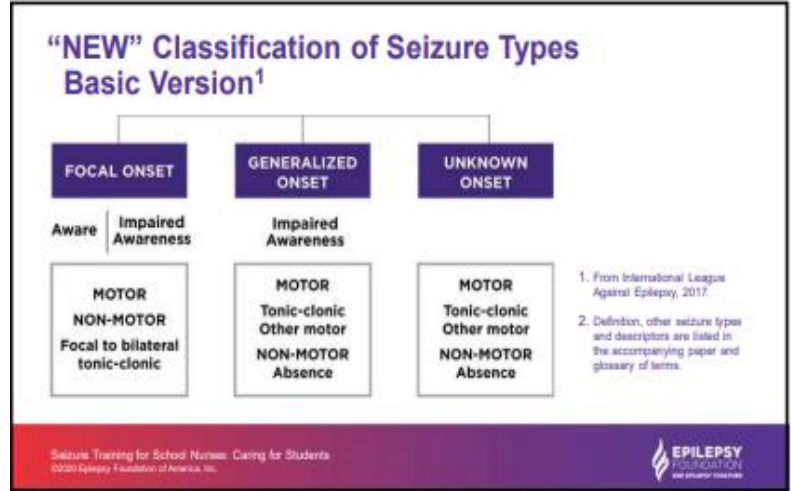 “NEW” Classification of Seizure Types
Basic Version1
FOCAL ONSET
Aware
Impaired
Awareness
MOTOR
NON-MOTOR
Focal to bilateral
tonic-clonic
GENERALIZED
ONSET
Impaired
Awareness
MOTOR
Tonic-clonic
Other motor
NON-MOTOR
Absence
UNKNOWN
ONSET
MOTOR
Tonic-clonic
Other motor
NON-MOTOR
Absence
1. From International League
Against Epilepsy, 2017
2. Definition, other seizure types
and descriptors are listed in
the accompanying paper and
glossary of terms.
Seizure Training for School Nurses: Caring for Students
©2020 Epilepsy Foundation of America, Inc.
EPILEPSY
FOUNDATION
END EPILEPSY TOGETHER